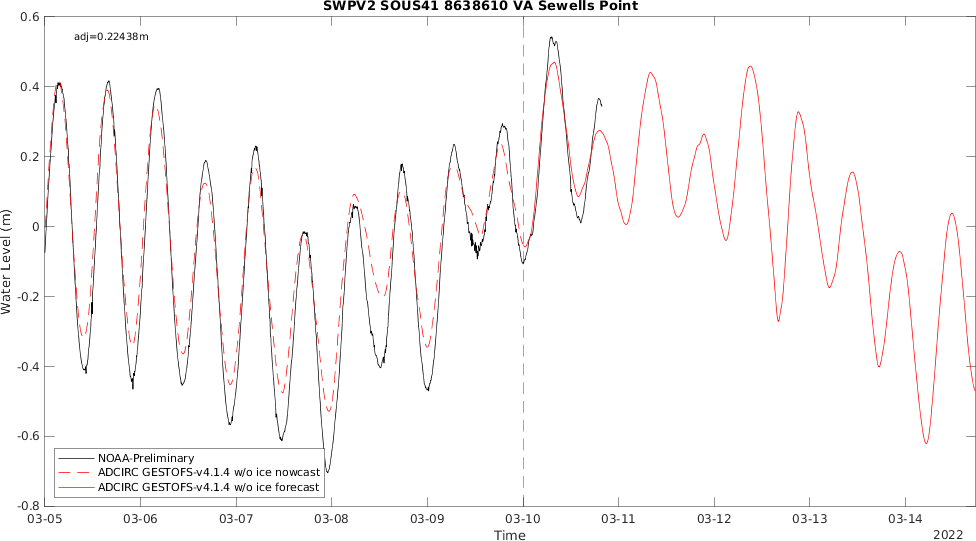 SWPV2 SOUS41 8638610 VA Sewells Point
adj=0.22438m
0.6
0.4
0.2
0
-0.2
-0.4
-0.6
-0.8
Water Level (m)
NOAA-Preliminary
ADCIRC GESTOFS-v4.1.4 w/o ice nowcast
ADCIRC GESTOFS-v4.1.4 w/o ice forecast
03-05 03-06 03-07 03-08 03-09 03-10 03-11 03-12 03-13 03-14
Time
2022